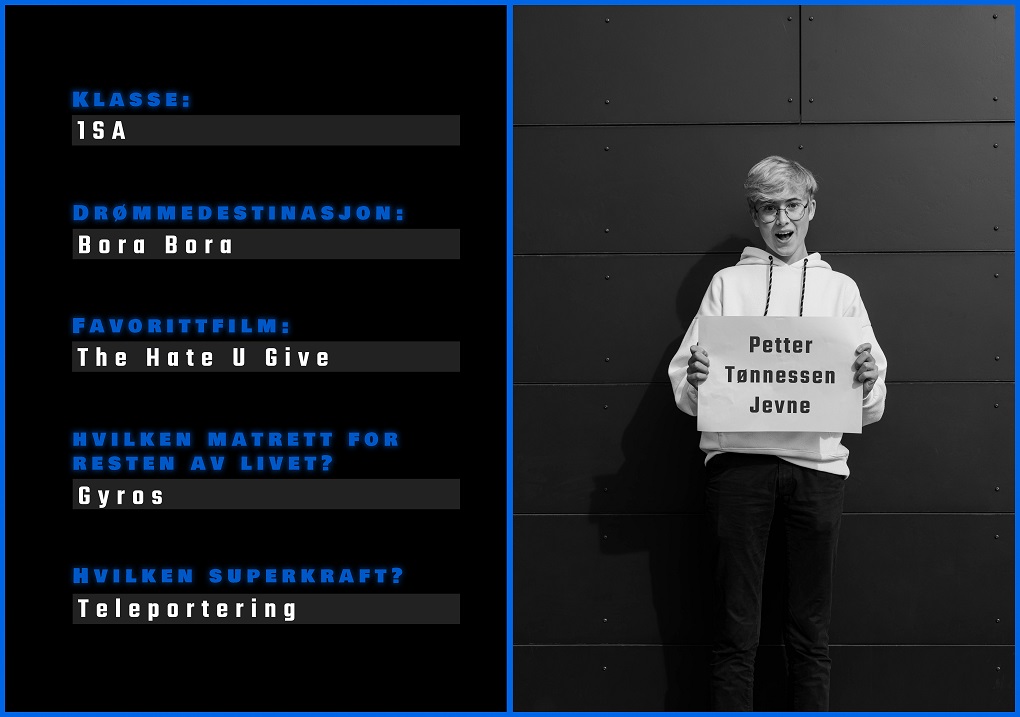 Klasse:
1SA
Drømmedestinasjon:
Bora Bora
Favorittfilm:
The Hate U Give
Hvilken matrett for
resten av livet?
Gyros
Hvilken superkraft?
Teleportering
Petter
Tønnessen
Jevne